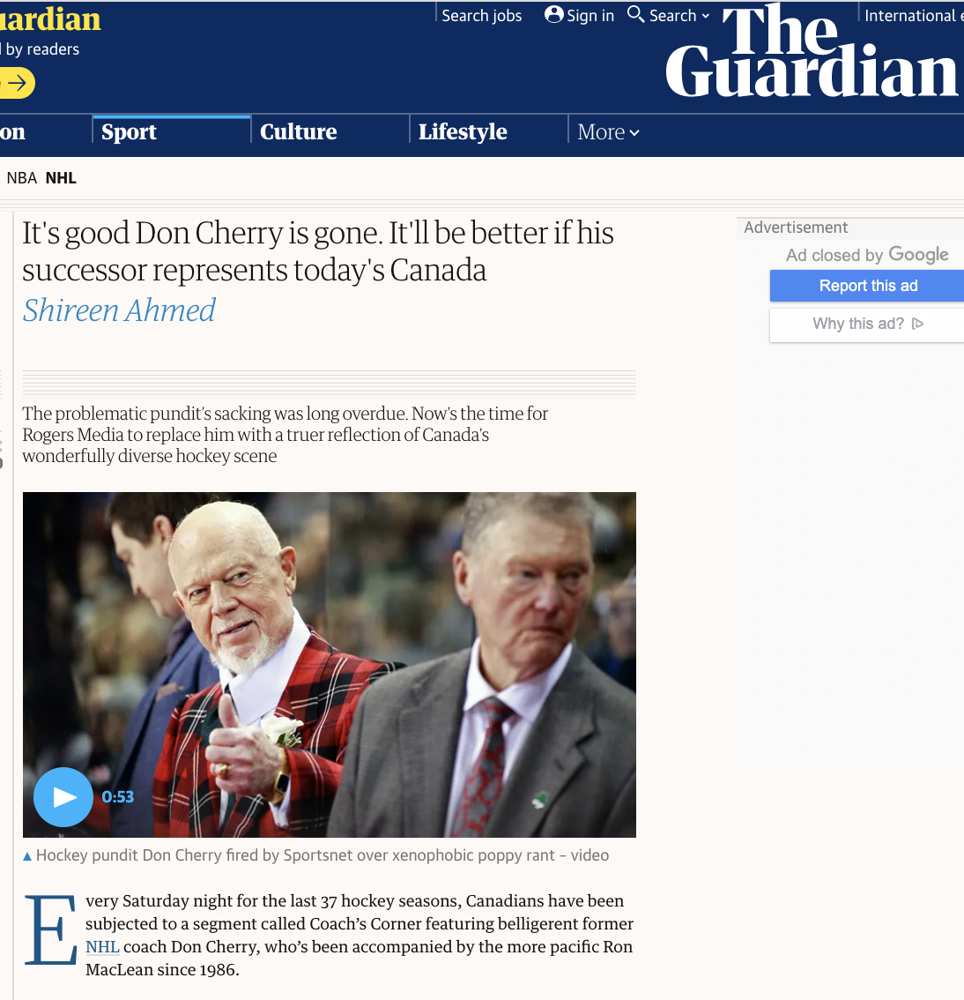 uardian
by readers
Search jobs
Sign in
Search
International
The
Guardian
on
Sport
Culture
Lifestyle
More
NBA NHL
It's good Don Cherry is gone. It'll be better if his
successor represents today's Canada
Shireen Ahmed
The problematic pundit's sacking was long overdue. Now's the time for
Rogers Media to replace him with a truer reflection of Canada's
wonderfully diverse hockey scene
Advertisement
Ad closed by Google
Report this ad
Why this ad?
0:53
Hockey pundit Don Cherry fired by Sportsnet over xenophobic poppy rant – video
Every Saturday night for the last 37 hockey seasons, Canadians have been
subjected to a segment called Coach's Corner featuring belligerent former
NHL coach Don Cherry, who's been accompanied by the more pacific Ron
MacLean since 1986.